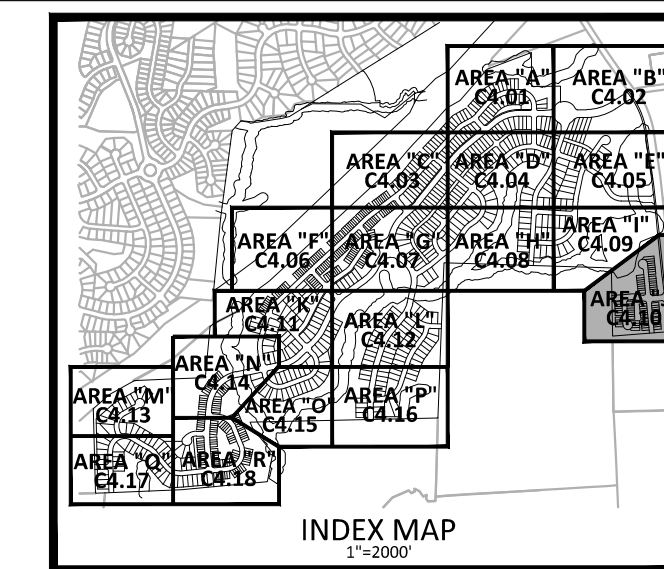 AREA "A"
C4.01
AREA "B"
C4.02
AREA "C"
C4.03
AREA "D"
C4.04
AREA "E"
C4.05
AREA "F"
C4.06
AREA "G"
C4.07
AREA "H"
C4.08
AREA "I"
C4.09
AREA
C4.10
AREA "K"
C4.11
AREA "L"
C4.12
AREA "M"
C4.13
AREA "N"
C4.14
AREA "O"
C4.15
AREA "P"
C4.16
AREA "Q"
C4.17
AREA "R"
C4.18
INDEX MAP
1"=2000'